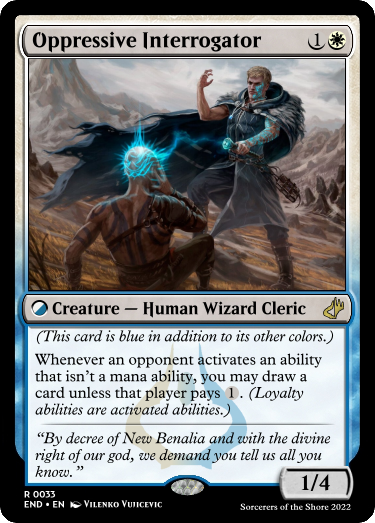 Oppressive Interrogator 1
Creature — Human Wizard Cleric
(This card is blue in addition to its other colors.)
Whenever an opponent activates an ability
that isn't a mana ability, you may draw a
card unless that player pays 1. (Loyalty
abilities are activated abilities.)
“By decree of New Benalia and with the divine
right of our god, we demand you tell us all you
know.”
1/4
R 0033
END • EN Vilenko Vujicevic
Sorcerers of the Shore 2022